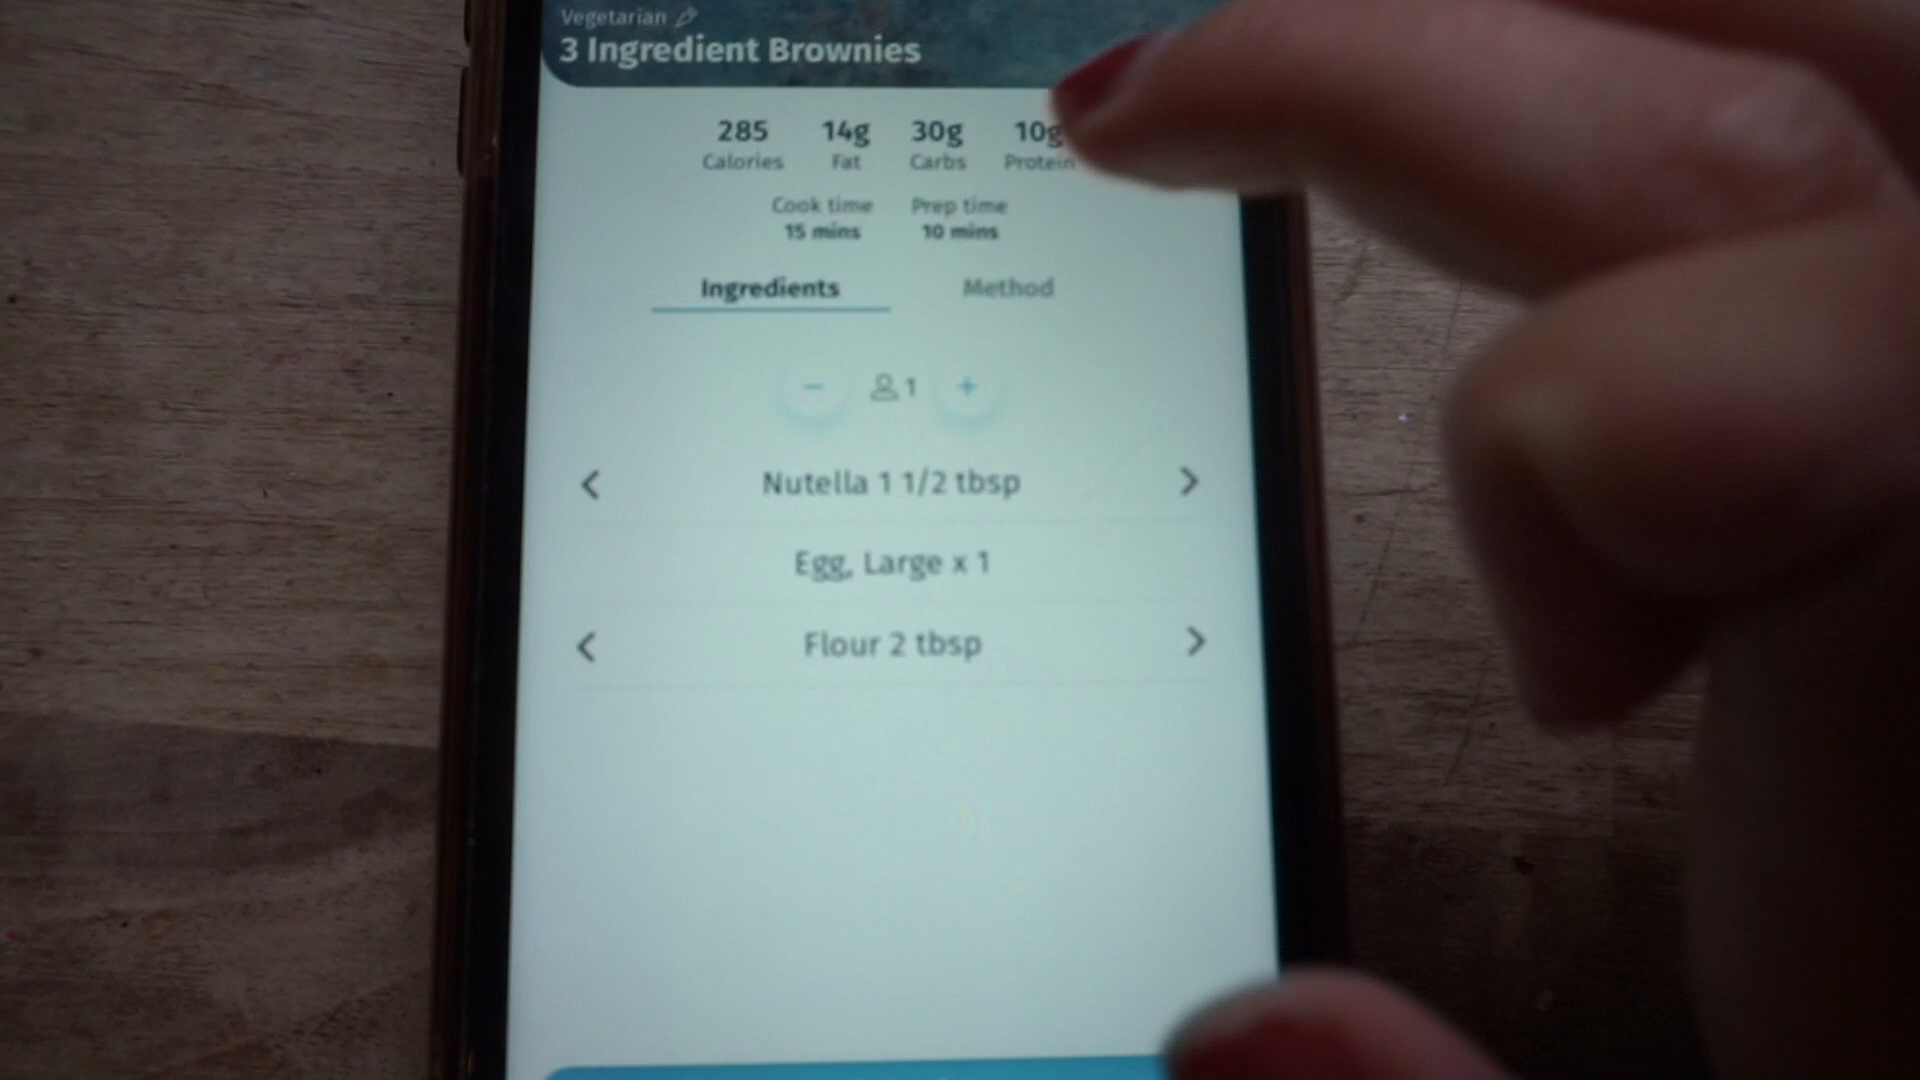 Vegetarian
3 Ingredient Brownies
285 14g 30g 10g
Calories Fat Carbs Protein
Cook time Prep time
15 mins 10 mins
Ingredients Method
− 1 +
Nutella 1 1/2 tbsp
Egg, Large x 1
Flour 2 tbsp